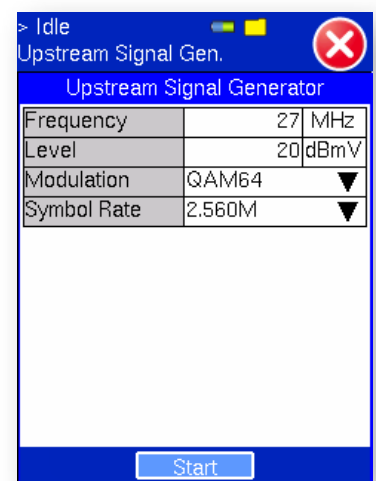 > Idle
Upstream Signal Gen.
Upstream Signal Generator
Frequency 27 MHz
Level 20 dBmV
Modulation QAM64
Symbol Rate 2.560M
Start